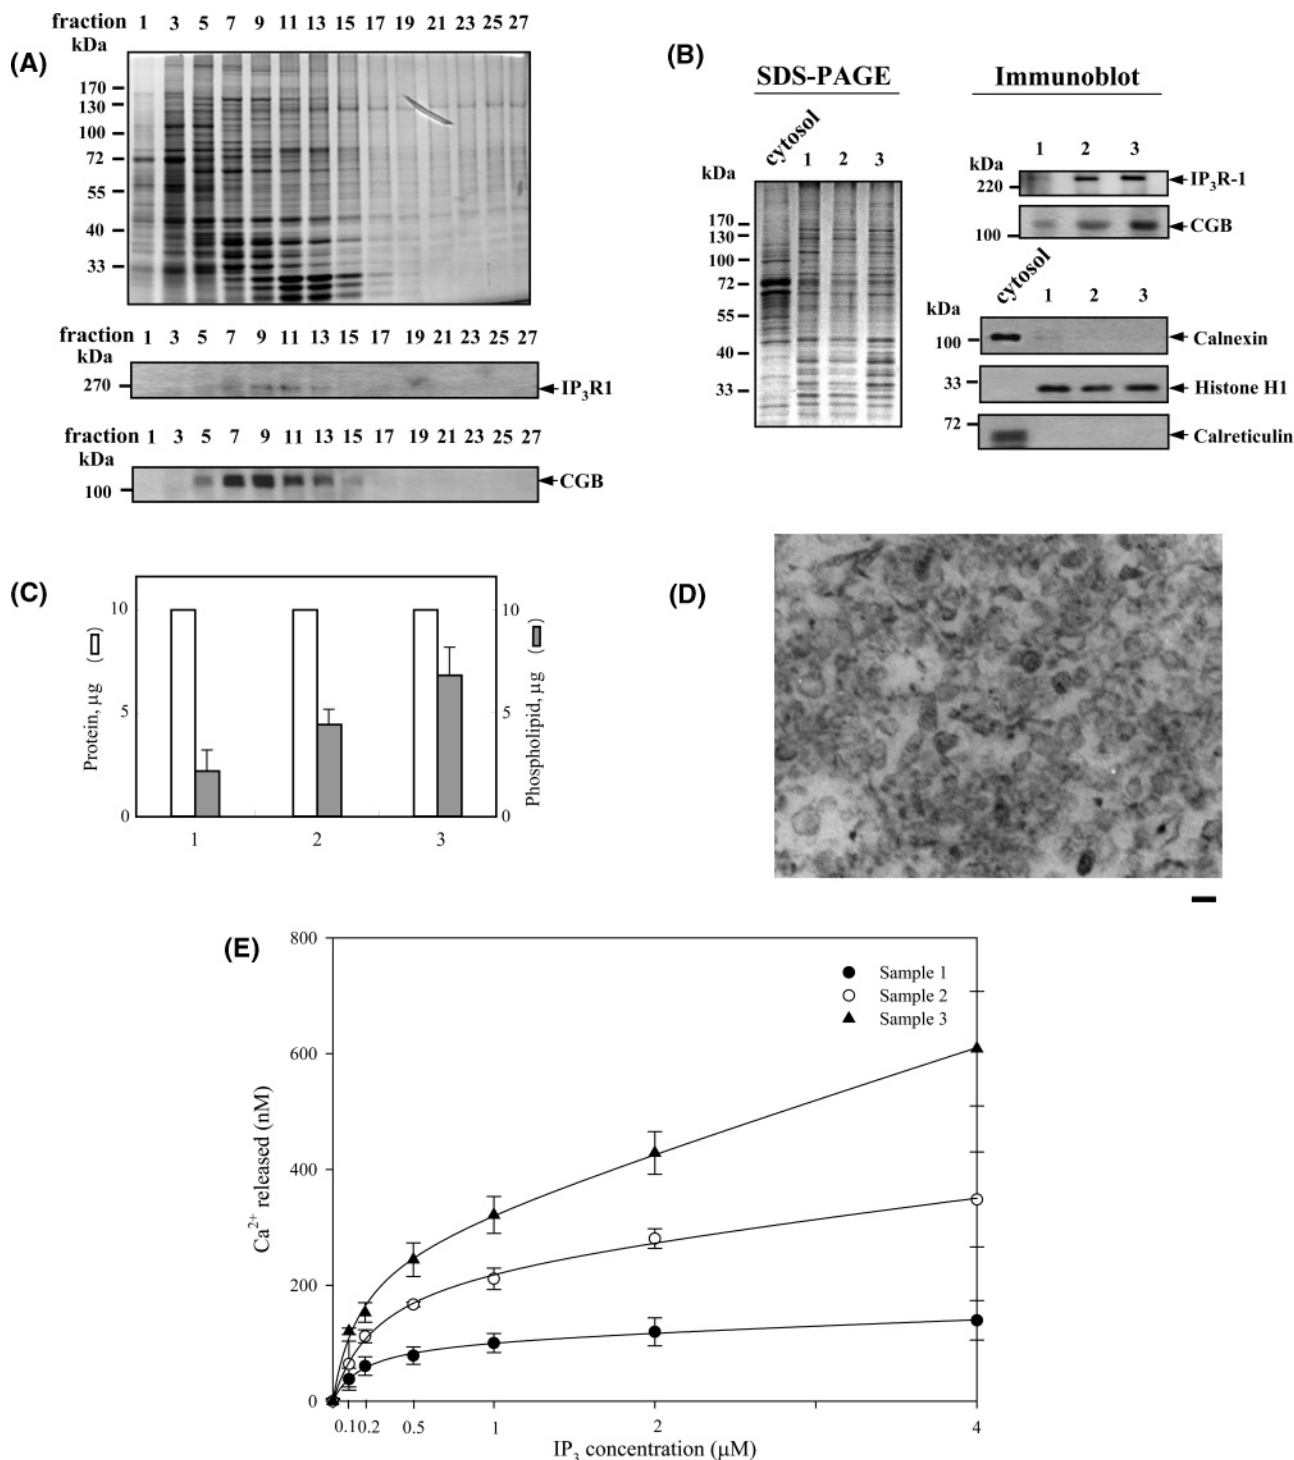 (A)
fraction 1 3 5 7 9 11 13 15 17 19 21 23 25 27
kDa
170
130
100
72
55
40
33
fraction 1 3 5 7 9 11 13 15 17 19 21 23 25 27
kDa
270
IP3R1
fraction 1 3 5 7 9 11 13 15 17 19 21 23 25 27
kDa
100
CGB
(B)
SDS-PAGE
cytosol 1 2 3
kDa
170
130
100
72
55
40
33
Immunoblot
1 2 3
kDa
220
IP3R-1
100
CGB
cytosol 1 2 3
kDa
100
Calnexin
33
Histone H1
72
Calreticulin
(C)
Protein, µg ( )
10
5
0
1 2 3
10
5
0
Phospholipid, µg ( )
(D)
(E)
Ca2+ released (nM)
800
600
400
200
0
Sample 1
Sample 2
Sample 3
0.1 0.2 0.5 1 2 4
IP3 concentration (µM)